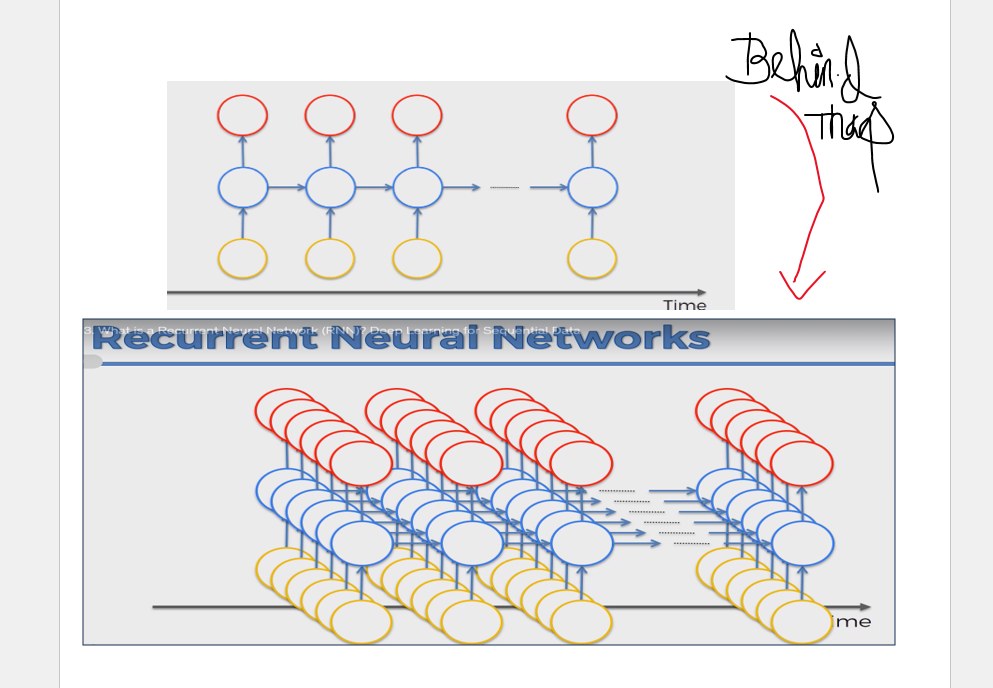 Behind
That
Time
3. What is a Recurrent Neural Network (RNN)? Deep Learning for Sequential Data
Recurrent Neural Networks
ime